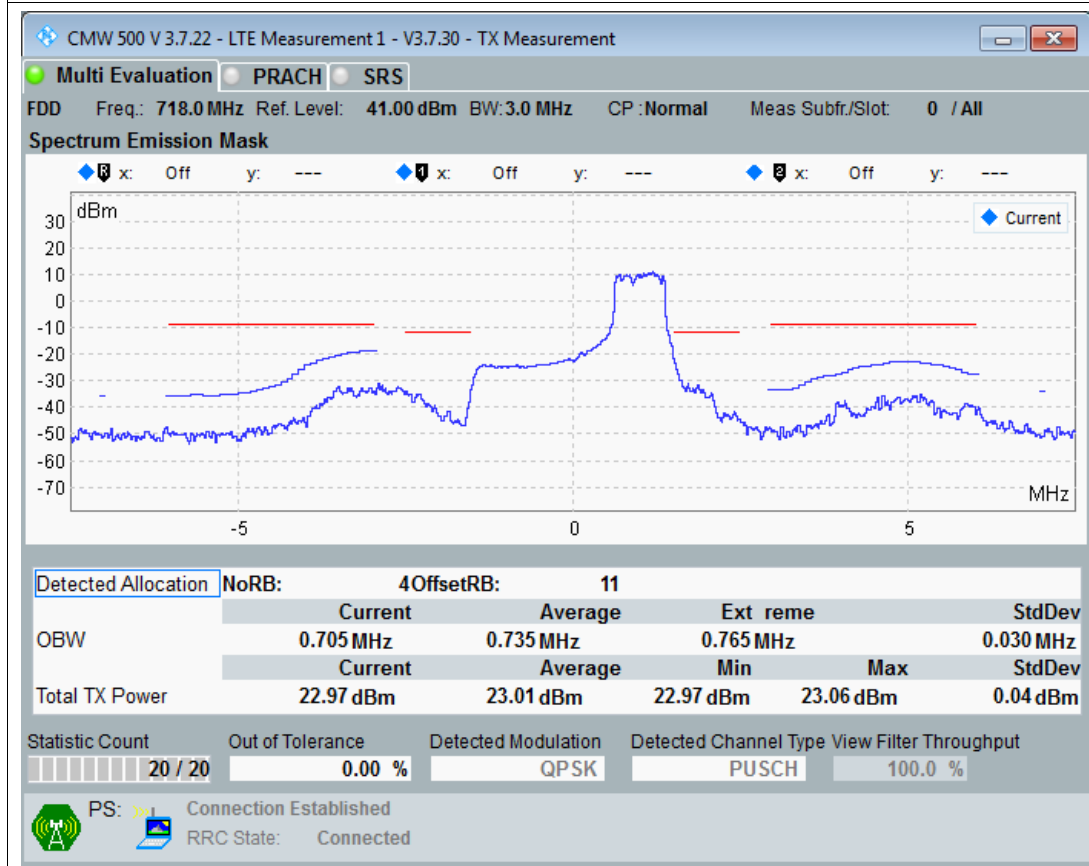 CMW 500 V 3.7.22 - LTE Measurement 1 - V3.7.30 - TX Measurement
Multi Evaluation PRACH SRS
FDD Freq.: 718.0 MHz Ref. Level: 41.00 dBm BW: 3.0 MHz CP : Normal Meas Subfr./Slot: 0 / All
Spectrum Emission Mask
R x: Off y: --- 1 x: Off y: --- 2 x: Off y: ---
dBm
Current
30
20
10
0
-10
-20
-30
-40
-50
-60
-70
MHz
-5 0 5
Detected Allocation NoRB: 4 OffsetRB: 11
Current Average Ext reme StdDev
OBW 0.705 MHz 0.735 MHz 0.765 MHz 0.030 MHz
Current Average Min Max StdDev
Total TX Power 22.97 dBm 23.01 dBm 22.97 dBm 23.06 dBm 0.04 dBm
Statistic Count Out of Tolerance Detected Modulation Detected Channel Type View Filter Throughput
20 / 20 0.00 % QPSK PUSCH 100.0 %
PS: Connection Established
RRC State: Connected